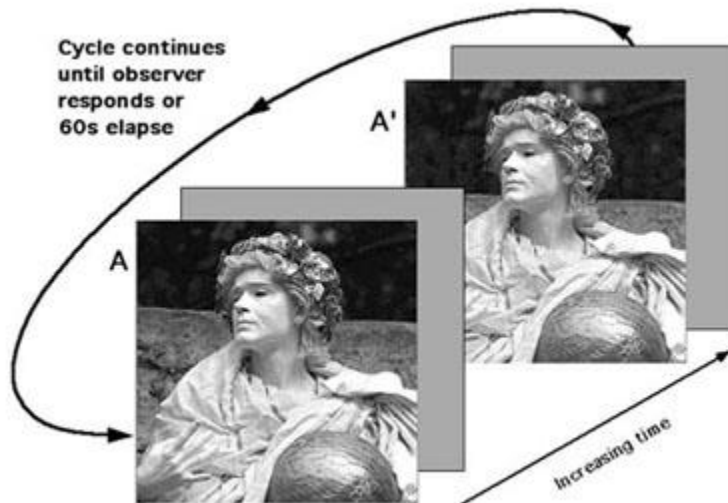 Cycle continues
until observer
responds or
60s elapse
A'
A
Increasing time